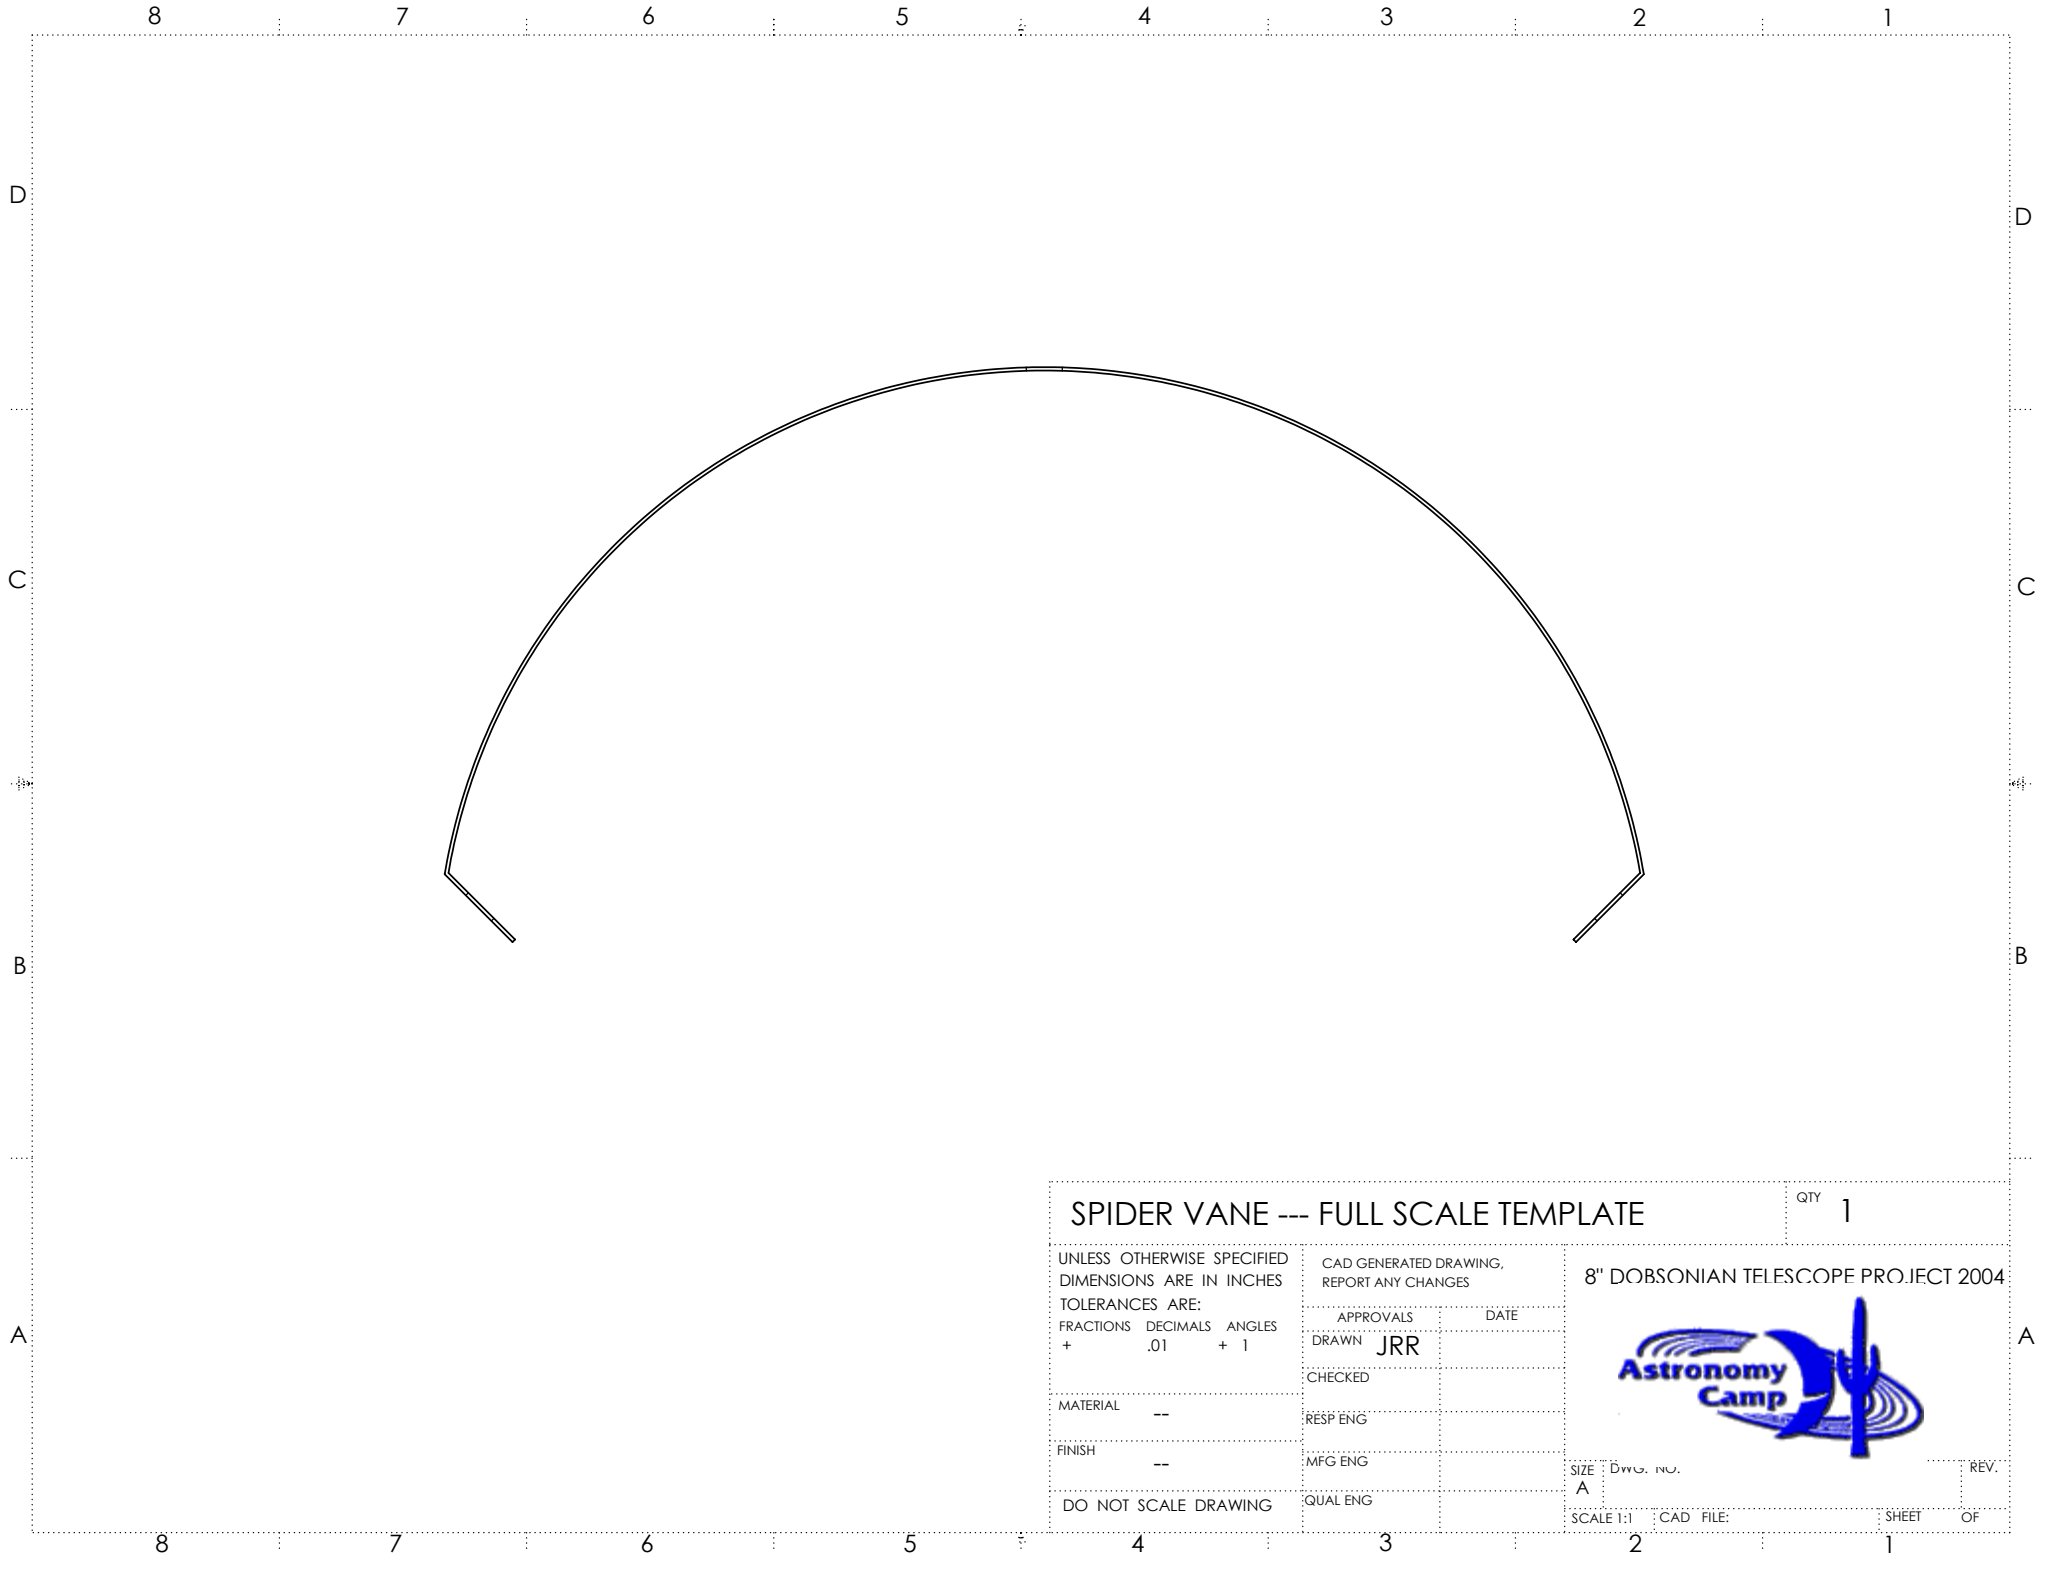 8 7 6 5 4 3 2 1
D D
C C
B B
A A
SPIDER VANE --- FULL SCALE TEMPLATE
QTY 1
UNLESS OTHERWISE SPECIFIED
DIMENSIONS ARE IN INCHES
TOLERANCES ARE:
FRACTIONS DECIMALS ANGLES
+ .01 + 1
MATERIAL --
FINISH --
DO NOT SCALE DRAWING
CAD GENERATED DRAWING,
REPORT ANY CHANGES
APPROVALS DATE
DRAWN JRR
CHECKED
RESP ENG
MFG ENG
QUAL ENG
8" DOBSONIAN TELESCOPE PROJECT 2004
Astronomy
Camp
SIZE
A
DWG. NO.
REV.
SCALE 1:1 CAD FILE: SHEET OF
8 7 6 5 4 3 2 1